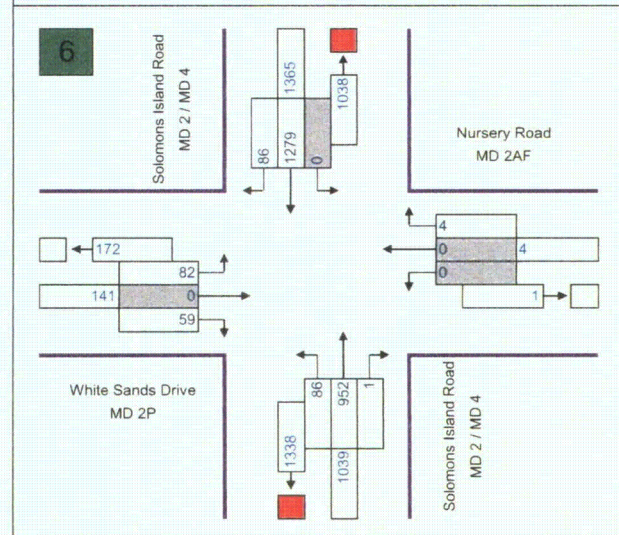 6
Solomons Island Road
MD 2 / MD 4
1365
1038
86
1279
0
Nursery Road
MD 2AF
172
82
141
0
59
4
0
4
0
1
White Sands Drive
MD 2P
86
952
1
1338
1039
Solomons Island Road
MD 2 / MD 4